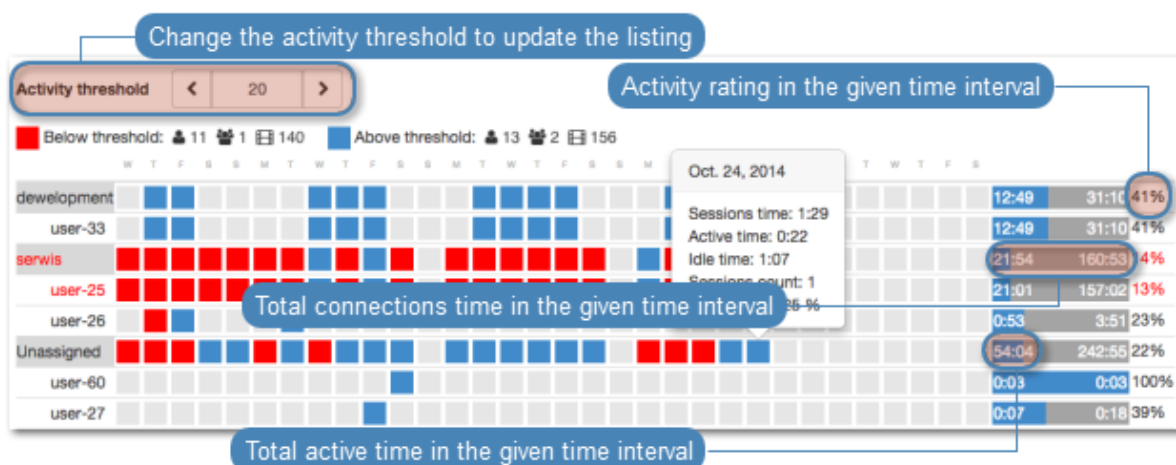 Change the activity threshold to update the listing
Activity threshold 20
Activity rating in the given time interval
Below threshold: 11 1 140 Above threshold: 13 2 156
W T F S S M T W T F S S M T W T F S S M T W T F S
Oct. 24, 2014
Sessions time: 1:29
Active time: 0:22
Idle time: 1:07
Sessions count: 1
25 %
dewelopment 12:49 31:10 41%
user-33 12:49 31:10 41%
serwis 21:54 160:53 4%
user-25 21:01 157:02 13%
Total connections time in the given time interval
user-26 0:53 3:51 23%
Unassigned 54:04 242:55 22%
user-60 0:03 0:03 100%
user-27 0:07 0:18 39%
Total active time in the given time interval